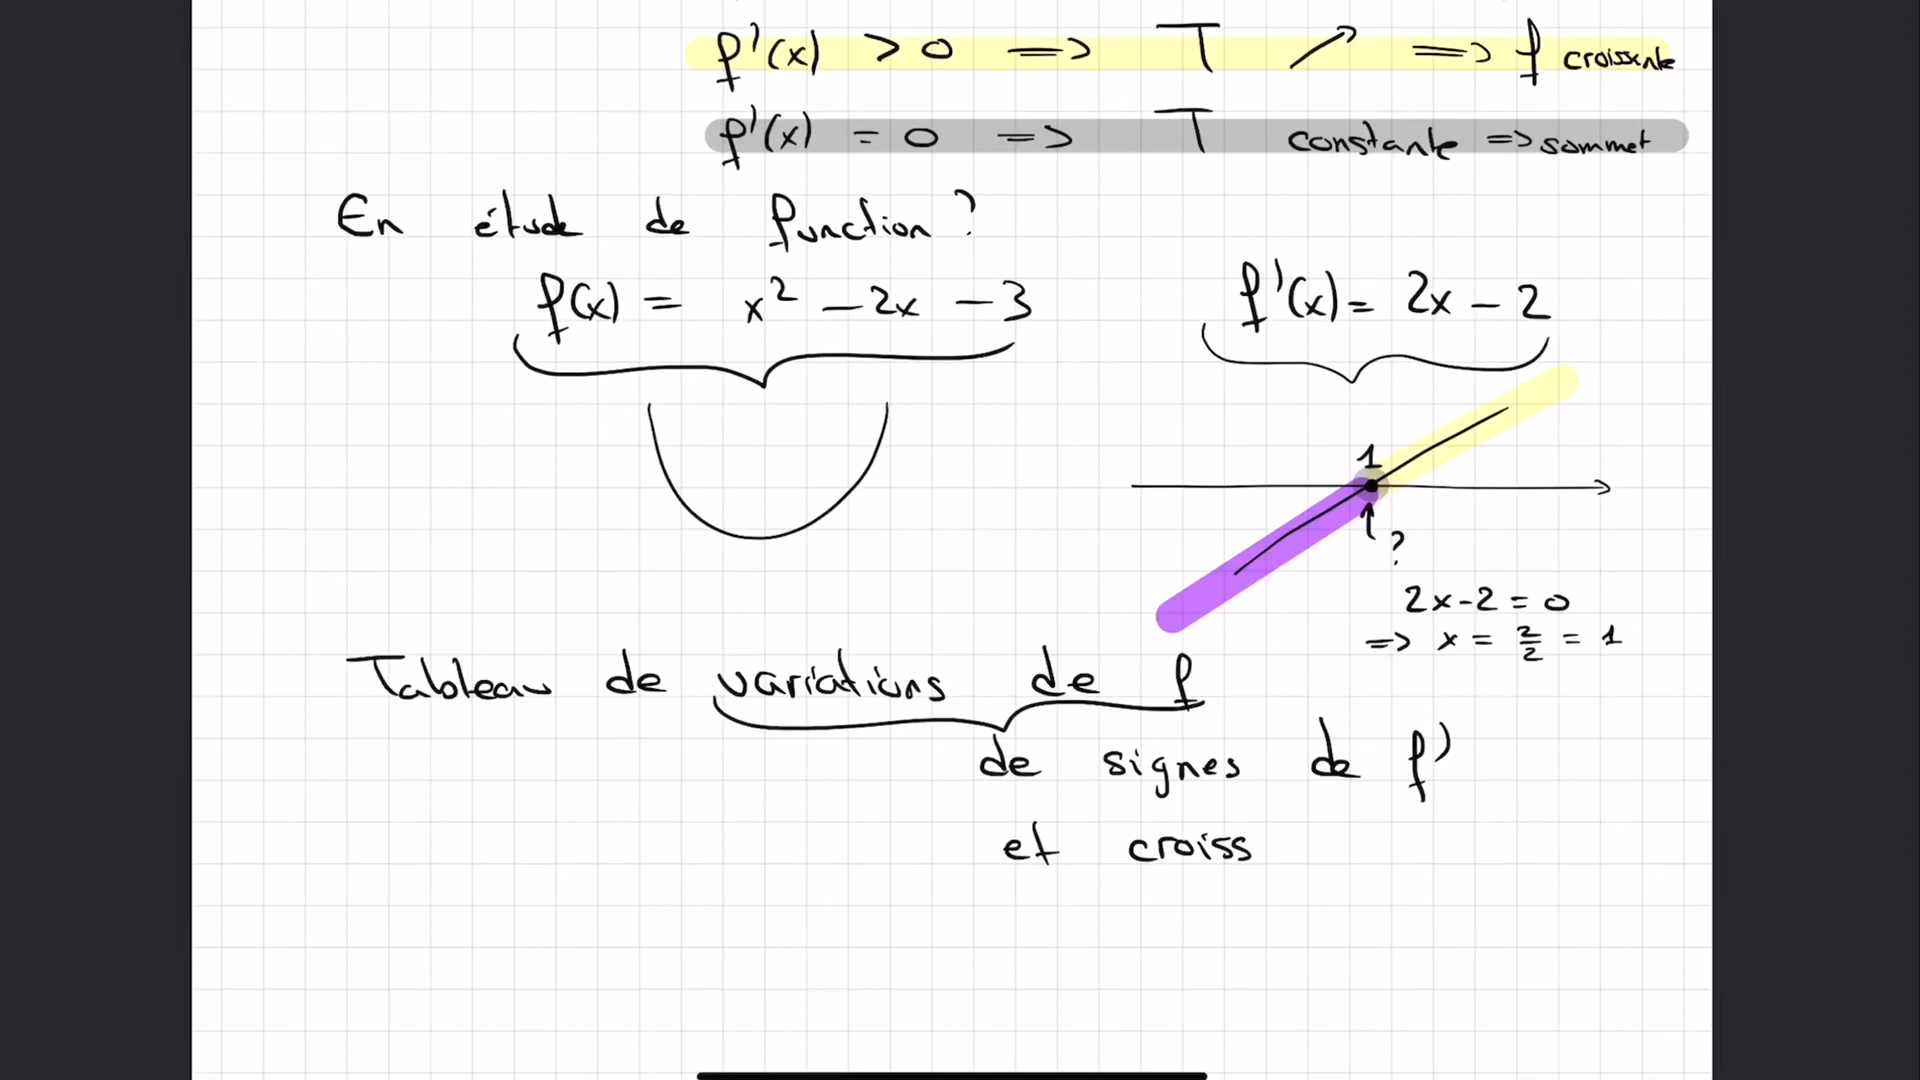 f'(x) > 0 => T ↗ => f croissante
f'(x) = 0 => T constante => sommet
En étude de function?
f(x) = x² - 2x - 3
f'(x) = 2x - 2
1
?
2x - 2 = 0
=> x = 2/2 = 1
Tableau de variations de f
de signes de f'
et croiss